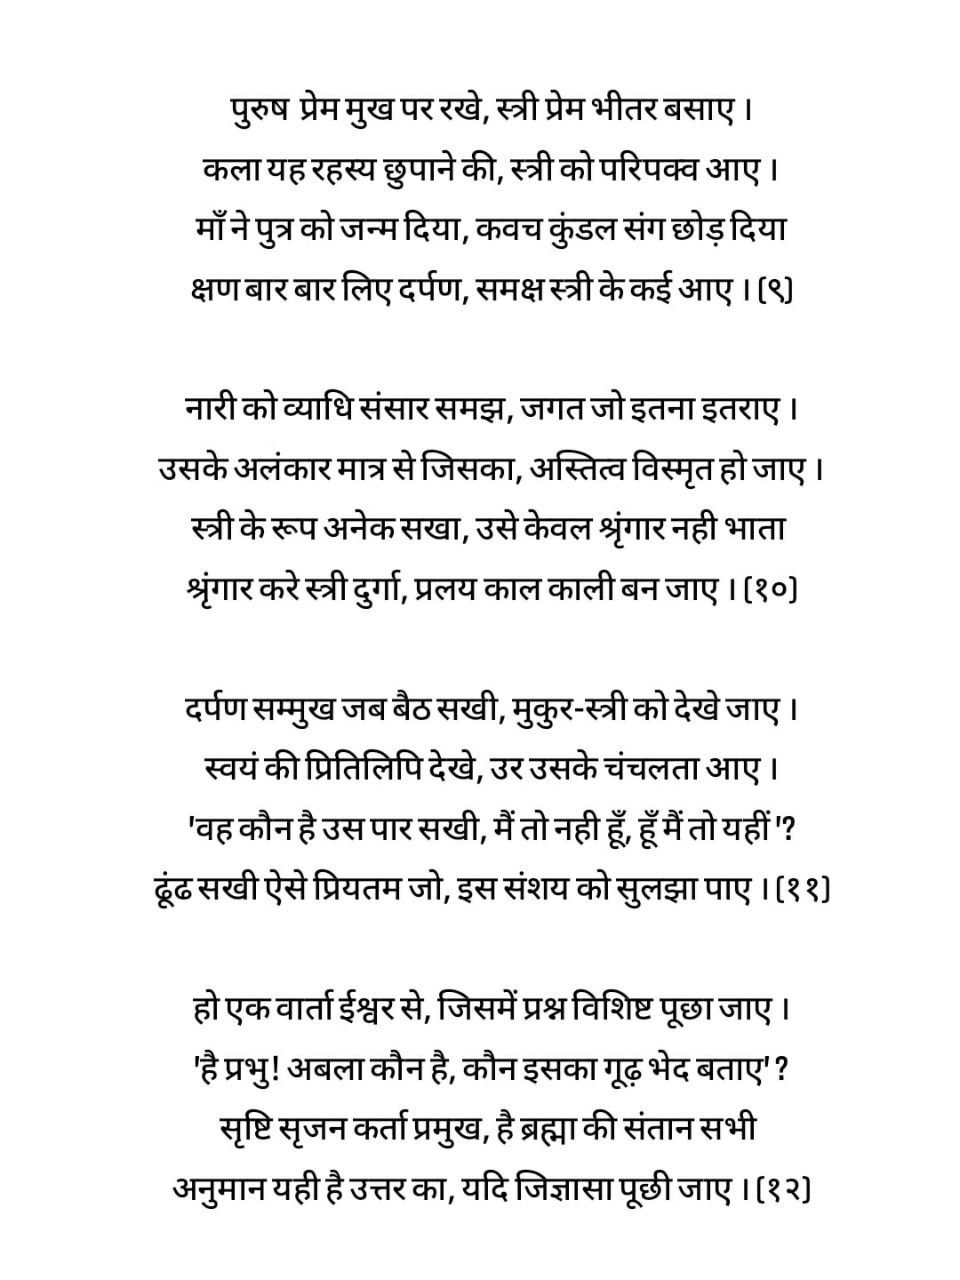 पुरुष प्रेम मुख पर रखे, स्त्री प्रेम भीतर बसाए ।
कला यह रहस्य छुपाने की, स्त्री को परिपक्व आए ।
माँ ने पुत्र को जन्म दिया, कवच कुंडल संग छोड़ दिया
क्षण बार बार लिए दर्पण, समक्ष स्त्री के कई आए । (९)
नारी को व्याधि संसार समझ, जगत जो इतना इतराए ।
उसके अलंकार मात्र से जिसका, अस्तित्व विस्मृत हो जाए ।
स्त्री के रूप अनेक सखा, उसे केवल श्रृंगार नही भाता
श्रृंगार करे स्त्री दुर्गा, प्रलय काल काली बन जाए । (१०)
दर्पण सम्मुख जब बैठ सखी, मुकुर-स्त्री को देखे जाए ।
स्वयं की प्रितिलिपि देखे, उर उसके चंचलता आए ।
'वह कौन है उस पार सखी, मैं तो नही हूँ, हूँ मैं तो यहीं '?
ढूंढ सखी ऐसे प्रियतम जो, इस संशय को सुलझा पाए । (११)
हो एक वार्ता ईश्वर से, जिसमें प्रश्न विशिष्ट पूछा जाए ।
'है प्रभु! अबला कौन है, कौन इसका गूढ़ भेद बताए' ?
सृष्टि सृजन कर्ता प्रमुख, है ब्रह्मा की संतान सभी
अनुमान यही है उत्तर का, यदि जिज्ञासा पूछी जाए । (१२)